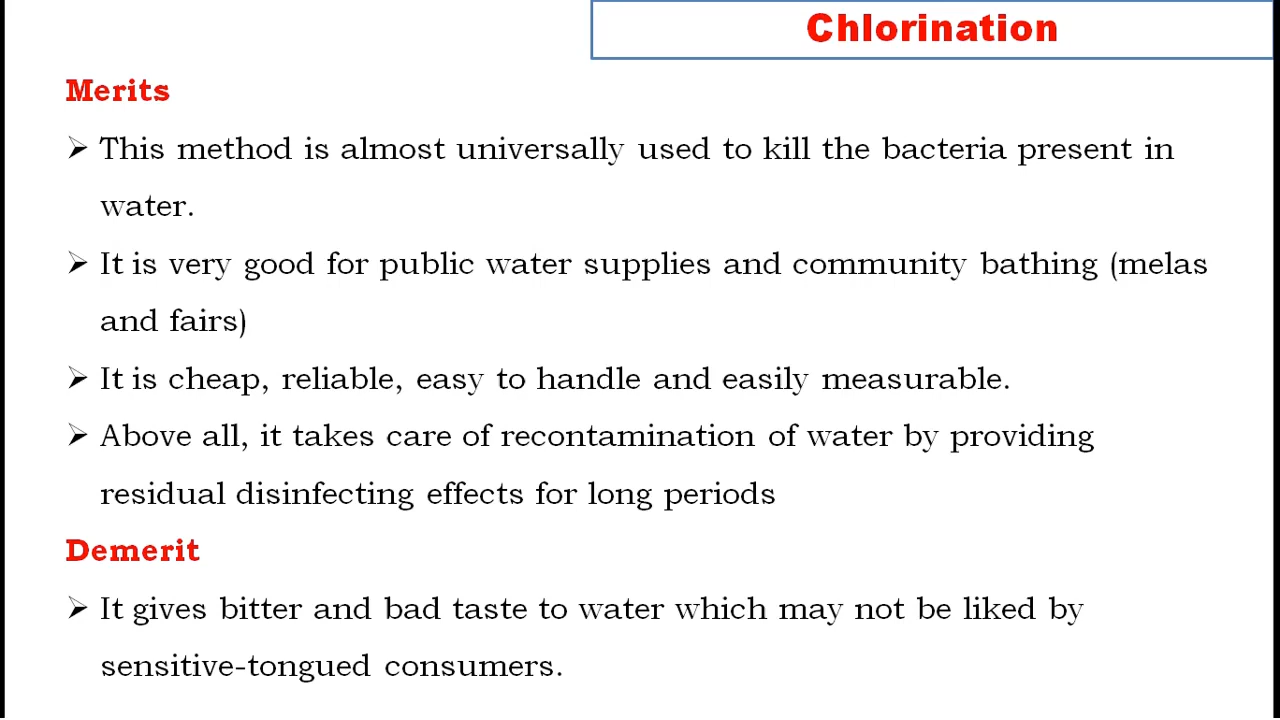 Chlorination
Merits
➢ This method is almost universally used to kill the bacteria present in
water.
➢ It is very good for public water supplies and community bathing (melas
and fairs)
➢ It is cheap, reliable, easy to handle and easily measurable.
➢ Above all, it takes care of recontamination of water by providing
residual disinfecting effects for long periods
Demerit
➢ It gives bitter and bad taste to water which may not be liked by
sensitive-tongued consumers.